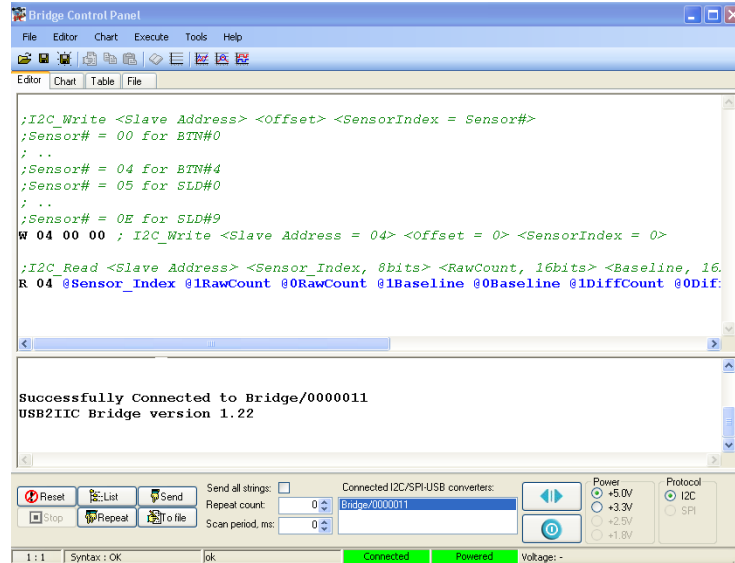 Bridge Control Panel
File Editor Chart Execute Tools Help
Editor Chart Table File
;I2C_Write <Slave Address> <Offset> <SensorIndex = Sensor#>
;Sensor# = 00 for BTN#0
; ..
;Sensor# = 04 for BTN#4
;Sensor# = 05 for SLD#0
; ..
;Sensor# = 0E for SLD#9
W 04 00 00 ; I2C_Write <Slave Address = 04> <Offset = 0> <SensorIndex = 0>
;I2C_Read <Slave Address> <Sensor_Index, 8bits> <RawCount, 16bits> <Baseline, 16
R 04 @Sensor_Index @1RawCount @0RawCount @1Baseline @0Baseline @1DiffCount @0Dif
Successfully Connected to Bridge/0000011
USB2IIC Bridge version 1.22
Reset List Send Send all strings: Connected I2C/SPI-USB converters: Power Protocol
Stop Repeat To file Repeat count: 0 Bridge/0000011 +5.0V I2C
Scan period, ms: 0 +3.3V SPI
+2.5V
+1.8V
1 : 1 Syntax : OK ok Connected Powered Voltage: -